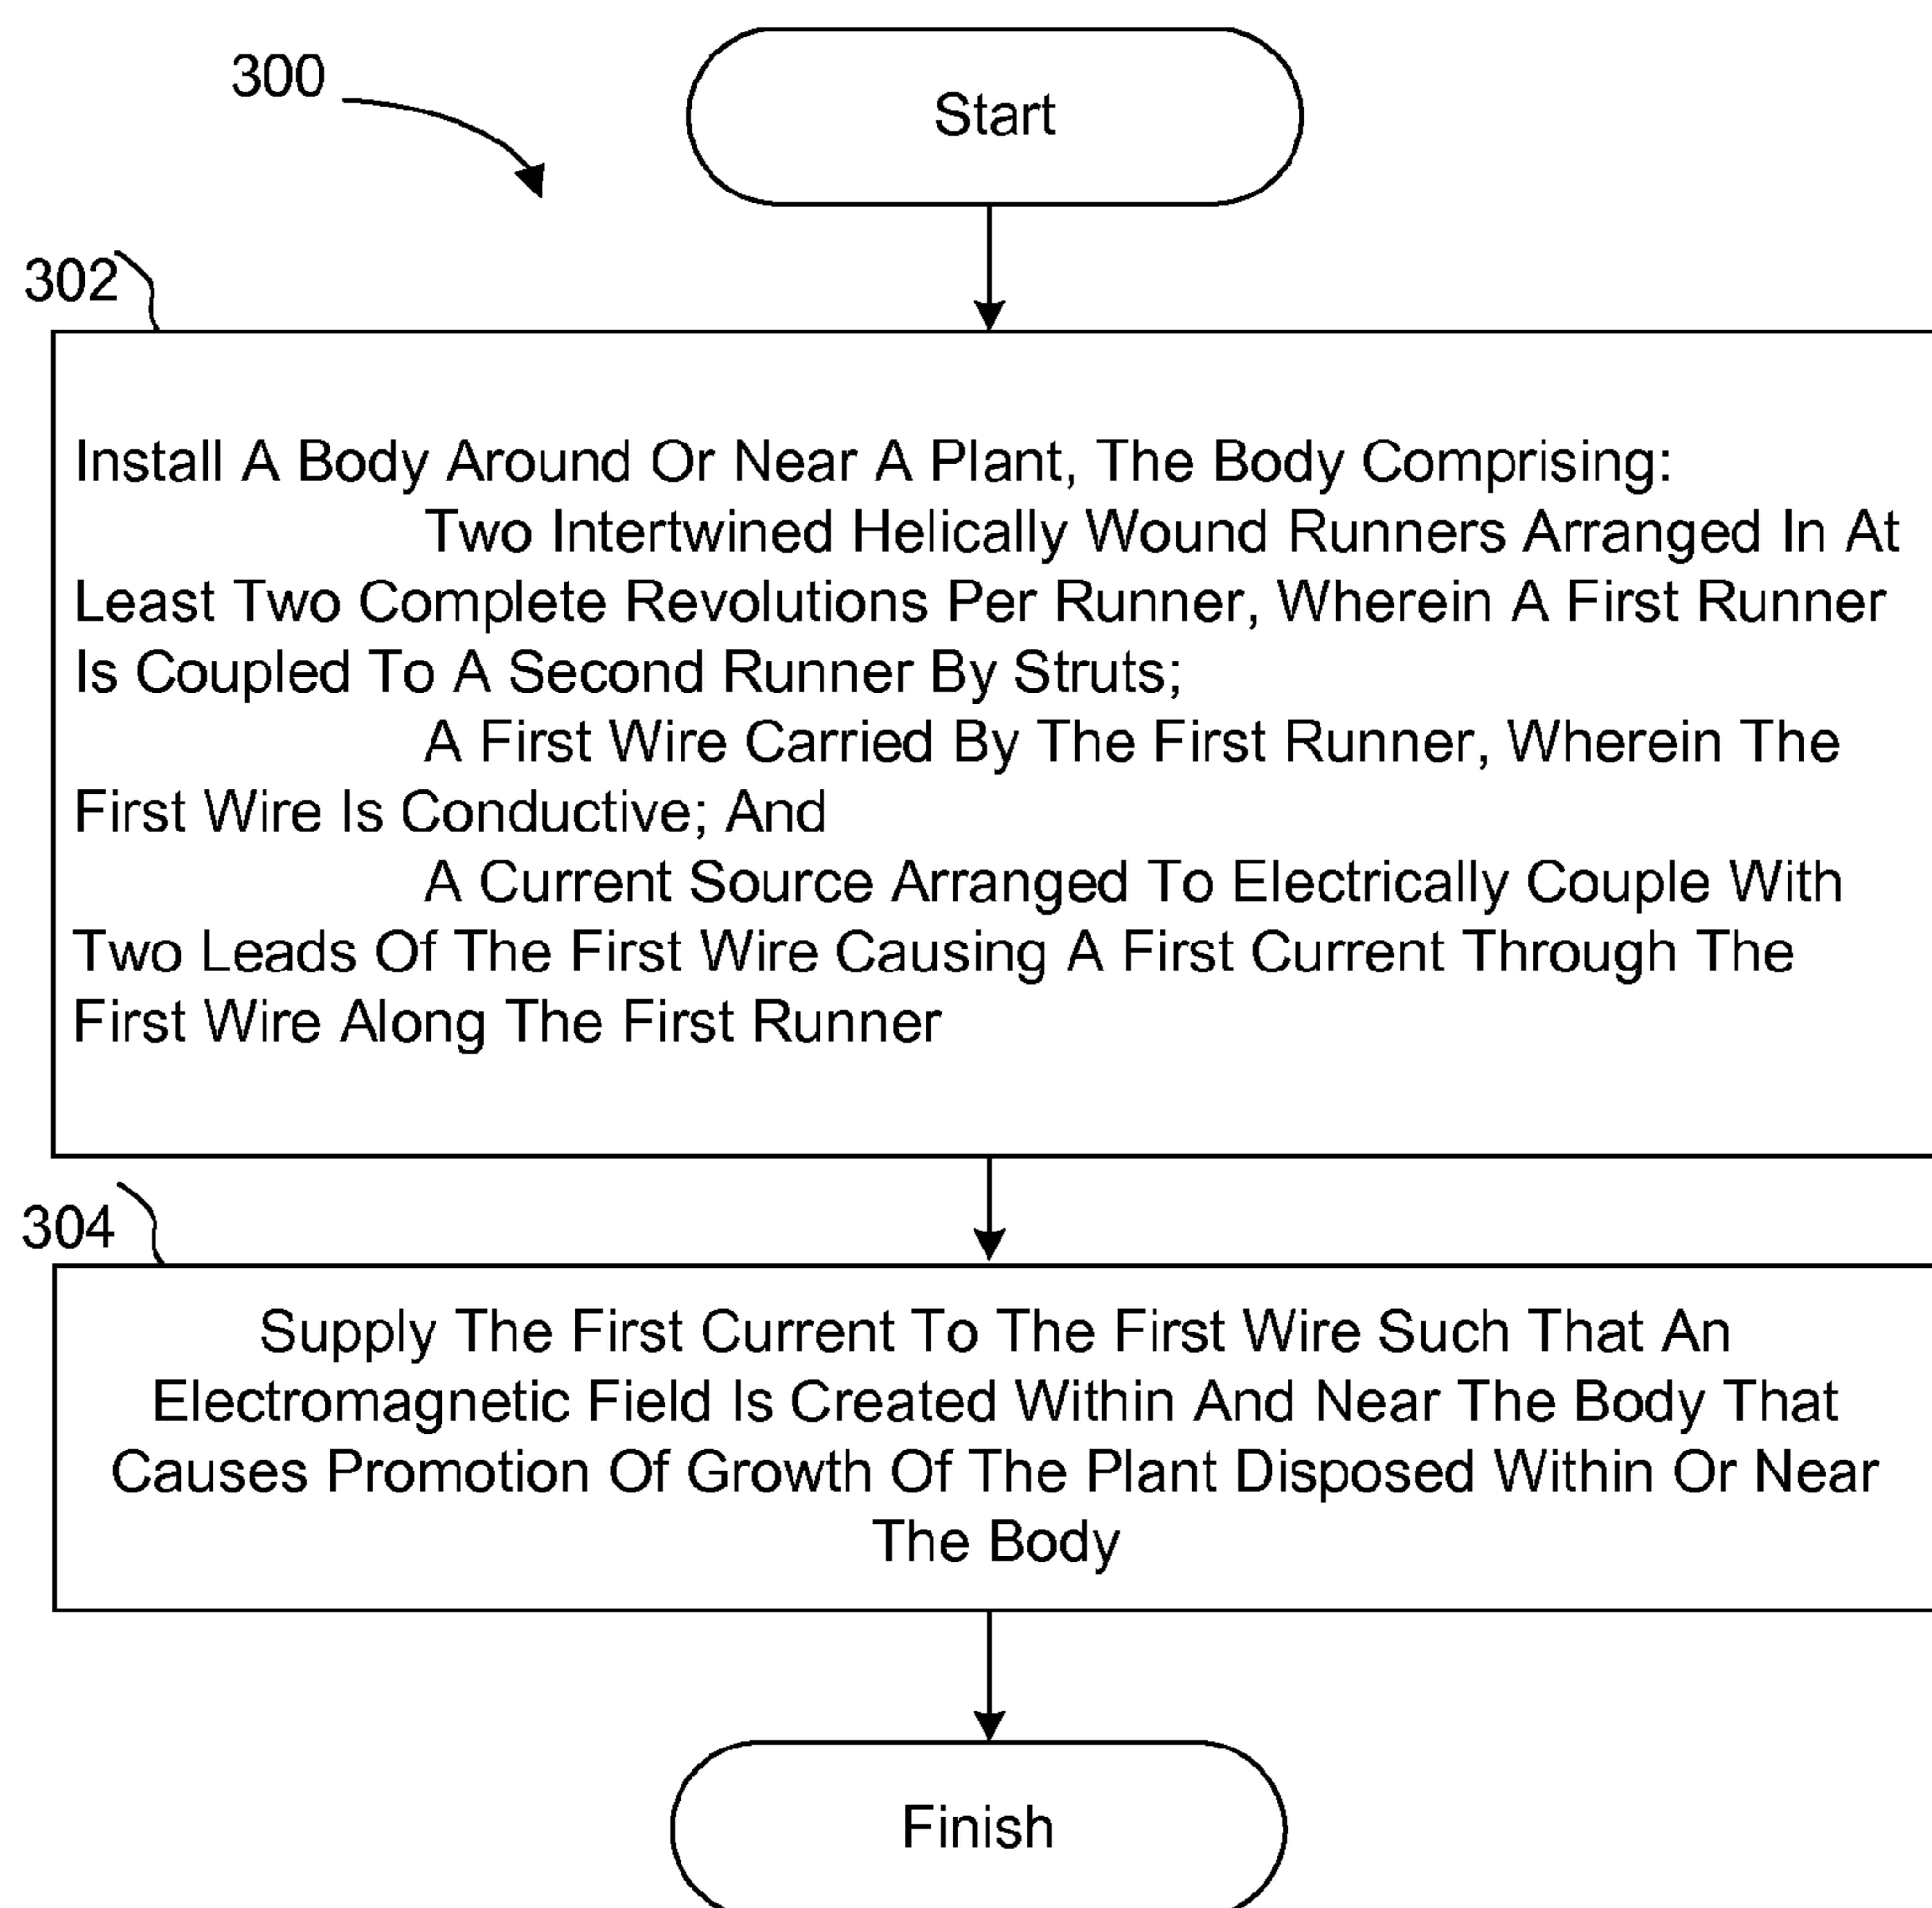 300
Start
302
Install A Body Around Or Near A Plant, The Body Comprising:
Two Intertwined Helically Wound Runners Arranged In At
Least Two Complete Revolutions Per Runner, Wherein A First Runner
Is Coupled To A Second Runner By Struts;
A First Wire Carried By The First Runner, Wherein The
First Wire Is Conductive; And
A Current Source Arranged To Electrically Couple With
Two Leads Of The First Wire Causing A First Current Through The
First Wire Along The First Runner
304
Supply The First Current To The First Wire Such That An
Electromagnetic Field Is Created Within And Near The Body That
Causes Promotion Of Growth Of The Plant Disposed Within Or Near
The Body
Finish